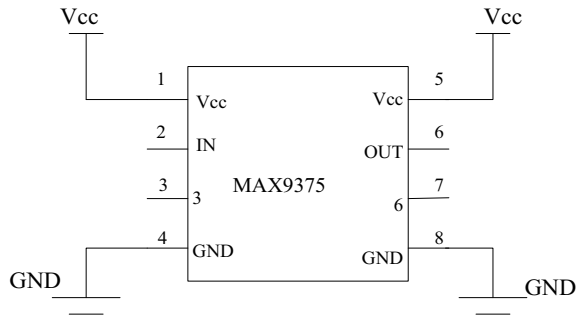 Vcc Vcc
1 5
Vcc Vcc
2 6
IN OUT
3 MAX9375 7
3 6
4 8
GND GND
GND GND